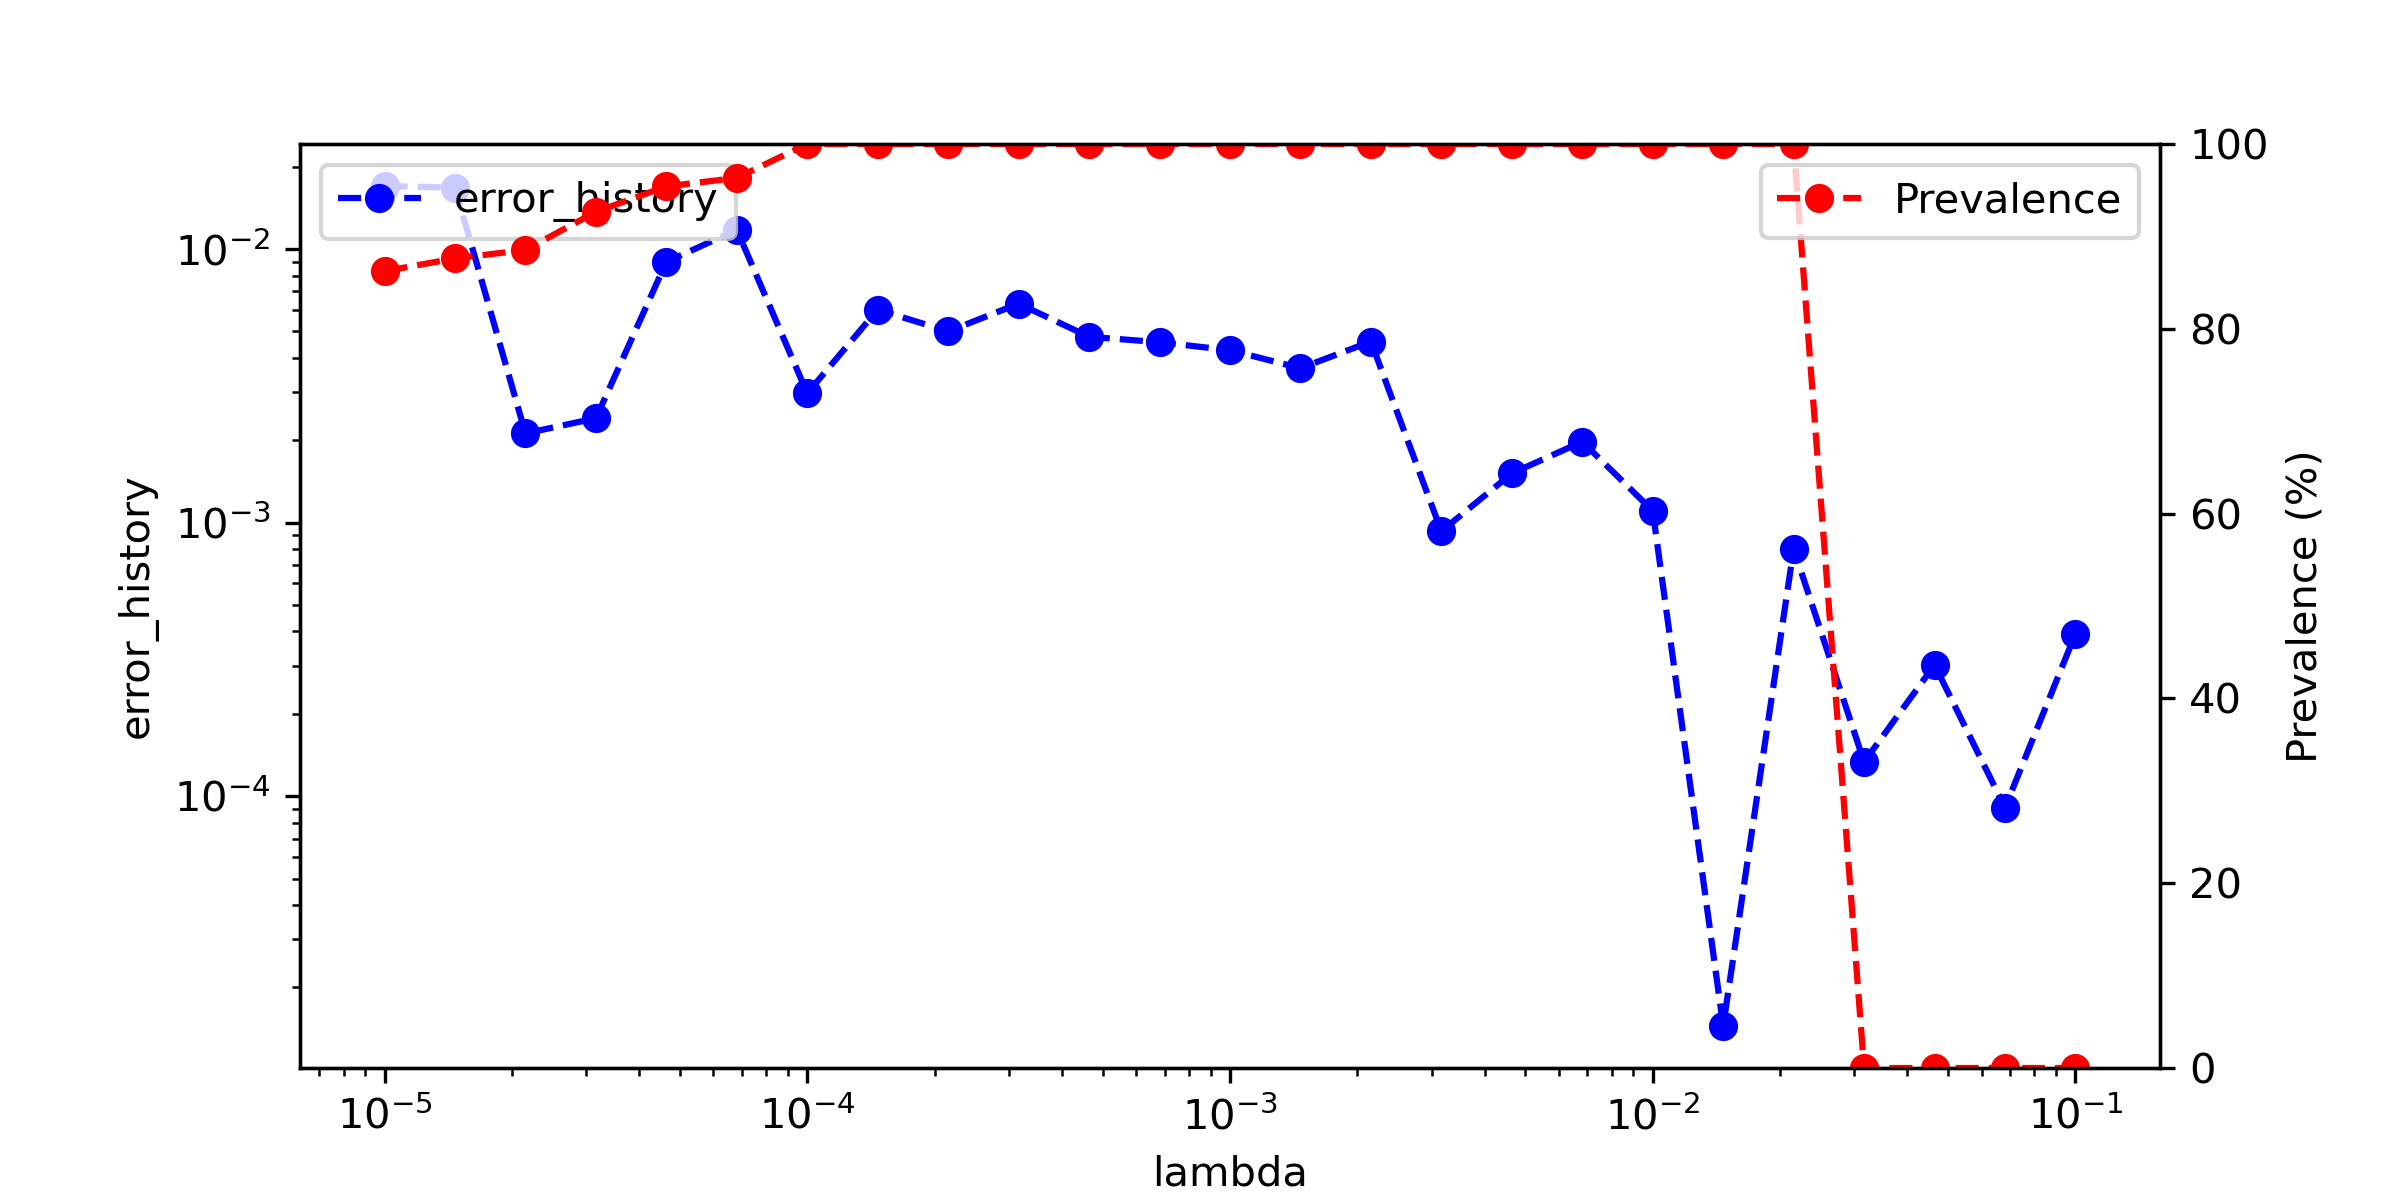 error_history
Prevalence
10⁻²
10⁻³
10⁻⁴
error_history
100
80
60
40
20
0
Prevalence (%)
10⁻⁵
10⁻⁴
10⁻³
10⁻²
10⁻¹
lambda